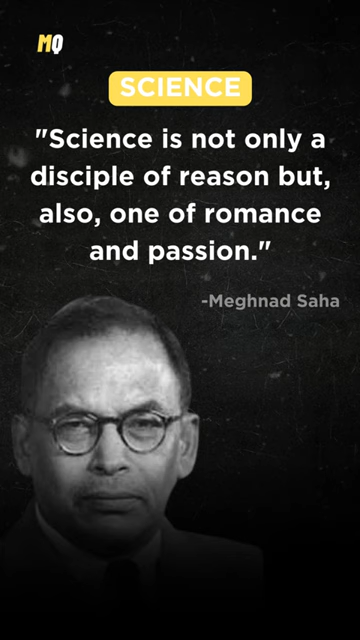 MQ
SCIENCE
"Science is not only a
disciple of reason but,
also, one of romance
and passion."
-Meghnad Saha